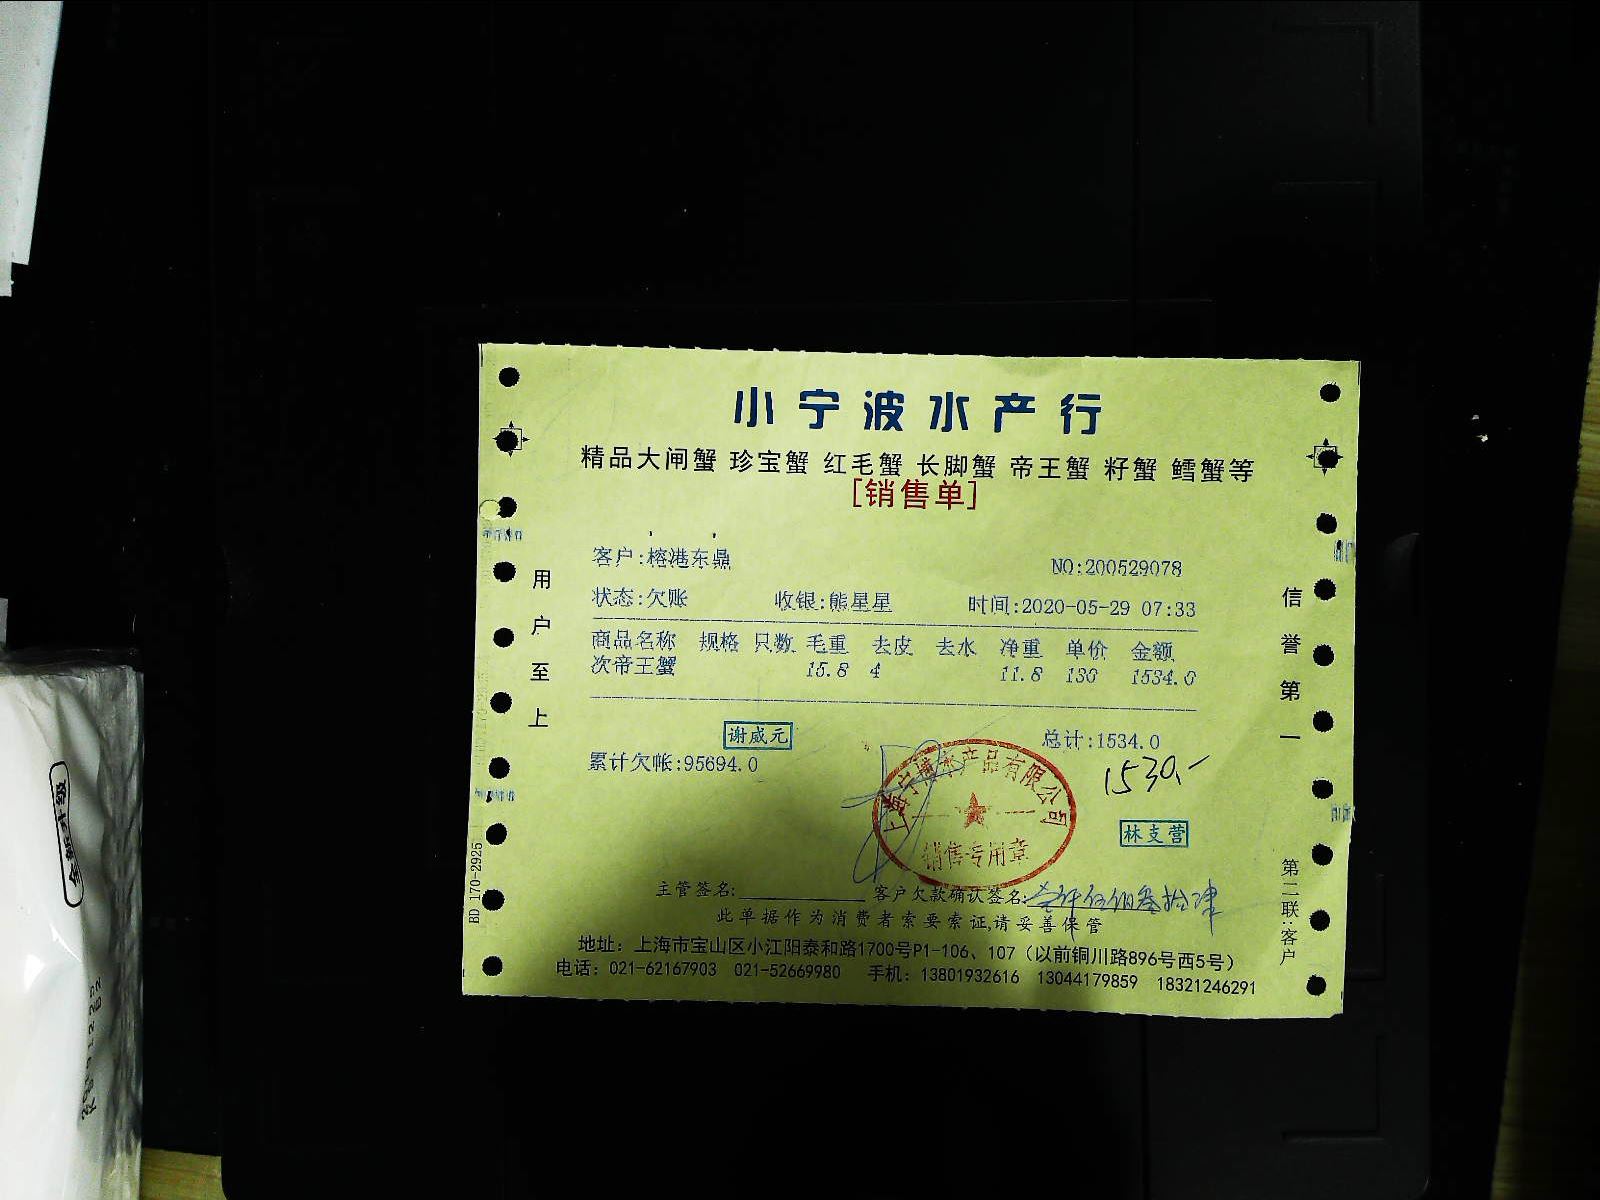 小宁波水产行
精品大闸蟹 珍宝蟹 红毛蟹 长脚蟹 帝王蟹 籽蟹 鳕蟹等
[销售单]
客户:榕港东鼎
NO:200529078
状态:欠账 收银:熊星星 时间:2020-05-29 07:33
商品名称 规格 只数 毛重 去皮 去水 净重 单价 金额
次帝王蟹 15.8 4 11.8 130 1534.0
谢威元
总计:1534.0
累计欠帐:95694.0
1530.-
林支营
销售专用章
主管签名: 客户欠款确认签名:壹仟伍佰叁拾肆
此单据作为消费者索要索证,请妥善保管
地址：上海市宝山区小江阳泰和路1700号P1-106、107（以前铜川路896号西5号）
电话：021-62167903 021-52669980 手机：13801932616 13044179859 18321246291
用户至上
信誉第一
第二联:客户
BD 170-2925